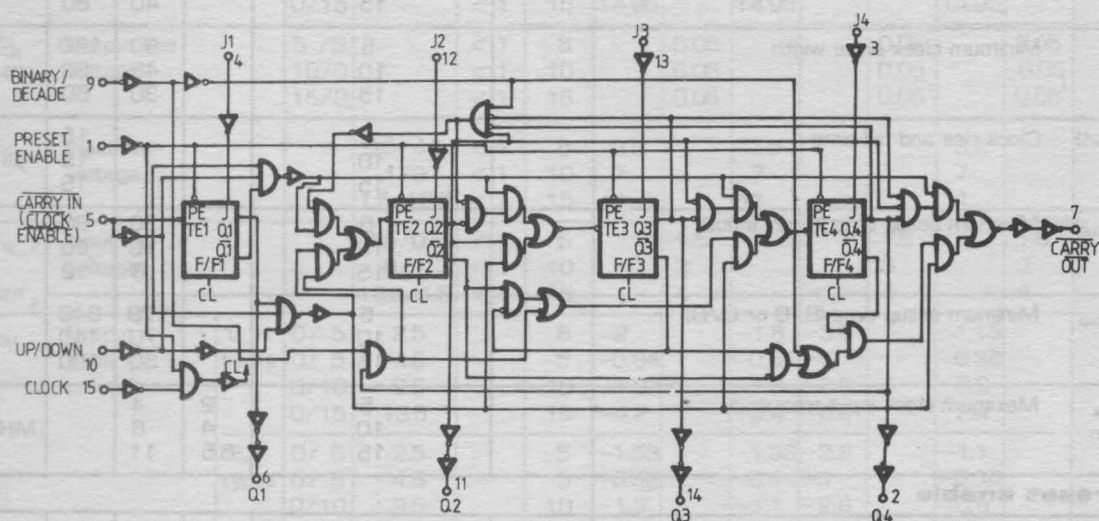 J1
4
J2
12
J3
13
J4
3
BINARY/
DECADE
9
PRESET
ENABLE
1
CARRY IN
(CLOCK
ENABLE)
5
PE
TE1
J
Q1
Q1
F/F1
CL
PE
TE2
J
Q2
Q2
F/F2
PE
TE3
J
Q3
Q3
F/F3
CL
PE
TE4
J
Q4
Q4
F/F4
CL
7
CARRY
OUT
CL
UP/DOWN
10
CLOCK
15
CL
6
Q1
11
Q2
14
Q3
2
Q4